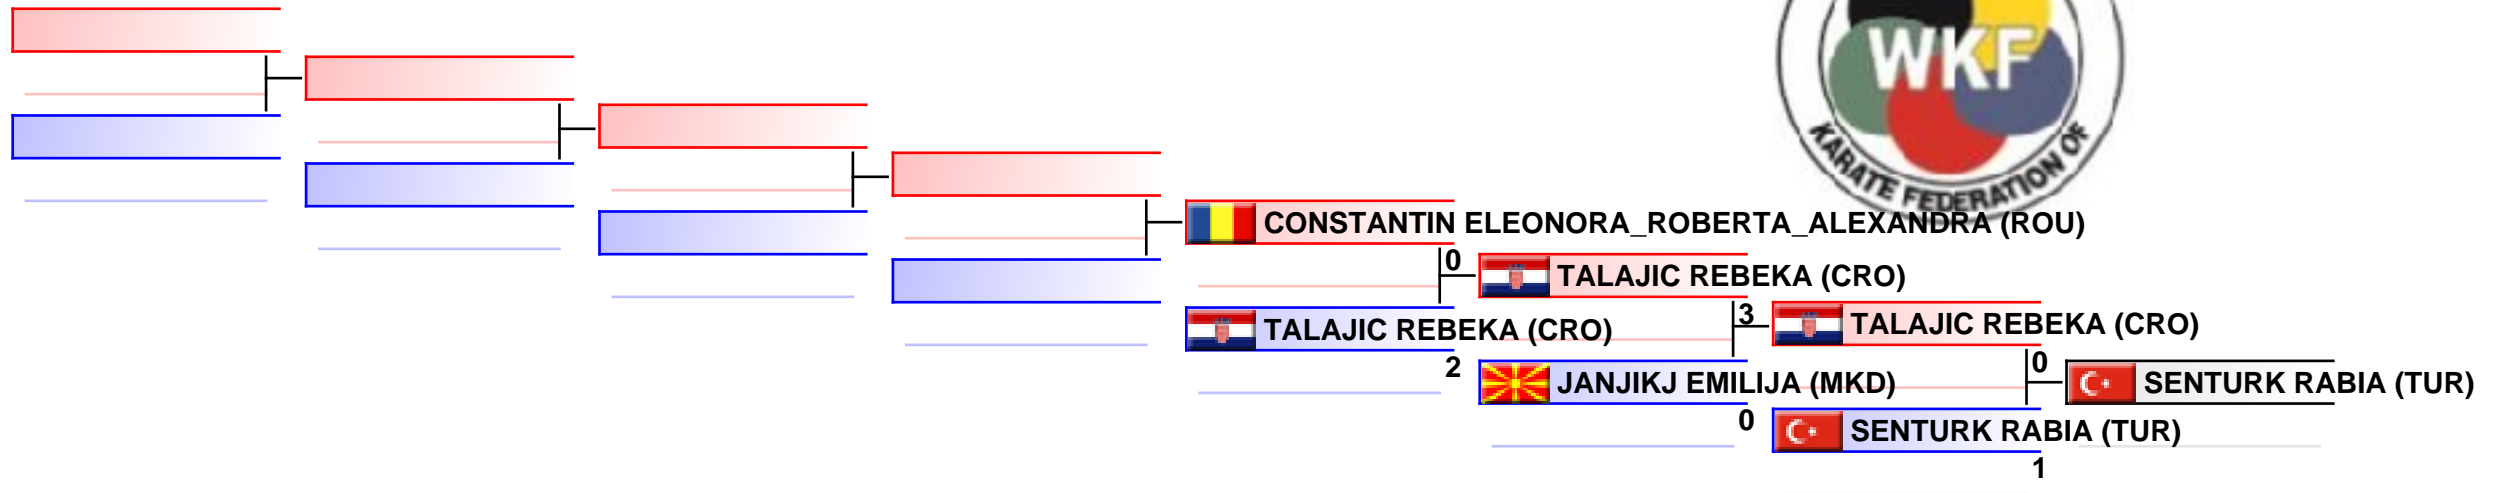 WKF
KARATE FEDERATION OF
CONSTANTIN ELEONORA_ROBERTA_ALEXANDRA (ROU)
0
TALAJIC REBEKA (CRO)
3
TALAJIC REBEKA (CRO)
TALAJIC REBEKA (CRO)
2
JANJIKJ EMILIJA (MKD)
0
SENTURK RABIA (TUR)
0
SENTURK RABIA (TUR)
1